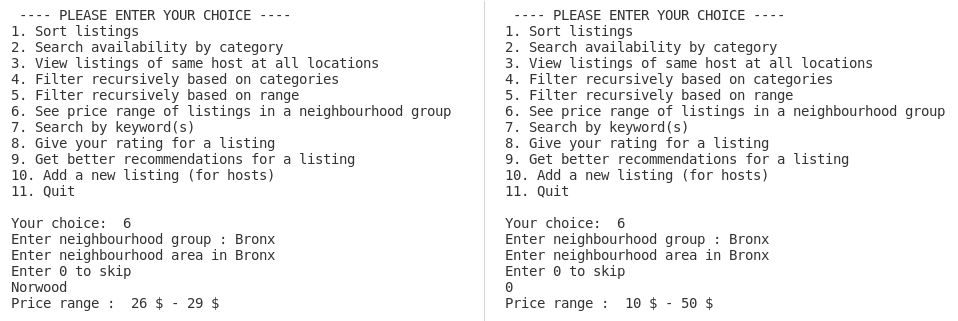 ---- PLEASE ENTER YOUR CHOICE ----
1. Sort listings
2. Search availability by category
3. View listings of same host at all locations
4. Filter recursively based on categories
5. Filter recursively based on range
6. See price range of listings in a neighbourhood group
7. Search by keyword(s)
8. Give your rating for a listing
9. Get better recommendations for a listing
10. Add a new listing (for hosts)
11. Quit
Your choice:  6
Enter neighbourhood group : Bronx
Enter neighbourhood area in Bronx
Enter 0 to skip
Norwood
Price range :  26 $ - 29 $
---- PLEASE ENTER YOUR CHOICE ----
1. Sort listings
2. Search availability by category
3. View listings of same host at all locations
4. Filter recursively based on categories
5. Filter recursively based on range
6. See price range of listings in a neighbourhood group
7. Search by keyword(s)
8. Give your rating for a listing
9. Get better recommendations for a listing
10. Add a new listing (for hosts)
11. Quit
Your choice:  6
Enter neighbourhood group : Bronx
Enter neighbourhood area in Bronx
Enter 0 to skip
0
Price range :  10 $ - 50 $